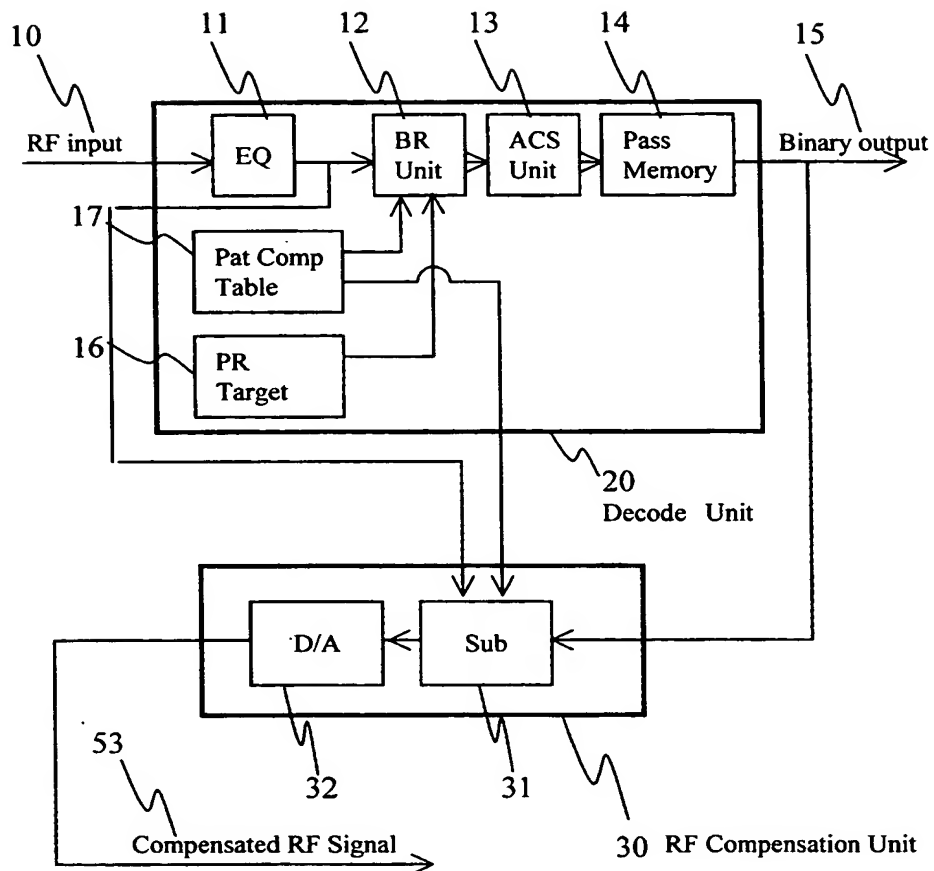 10
11
12
13
14
15
RF input
EQ
BR
Unit
ACS
Unit
Pass
Memory
Binary output
17
Pat Comp
Table
16
PR
Target
20
Decode Unit
D/A
Sub
53
32
31
Compensated RF Signal
30 RF Compensation Unit